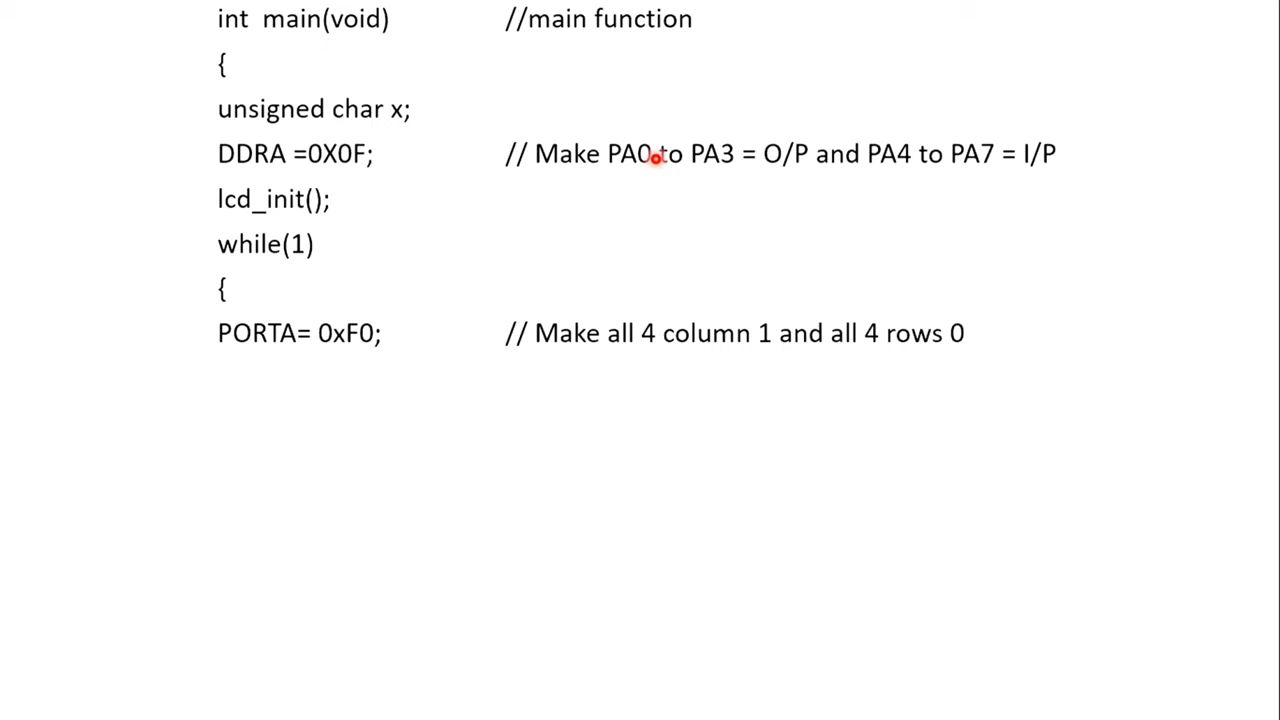 int main(void) //main function
{
unsigned char x;
DDRA =0X0F; // Make PA0 to PA3 = O/P and PA4 to PA7 = I/P
lcd_init();
while(1)
{
PORTA= 0xF0; // Make all 4 column 1 and all 4 rows 0